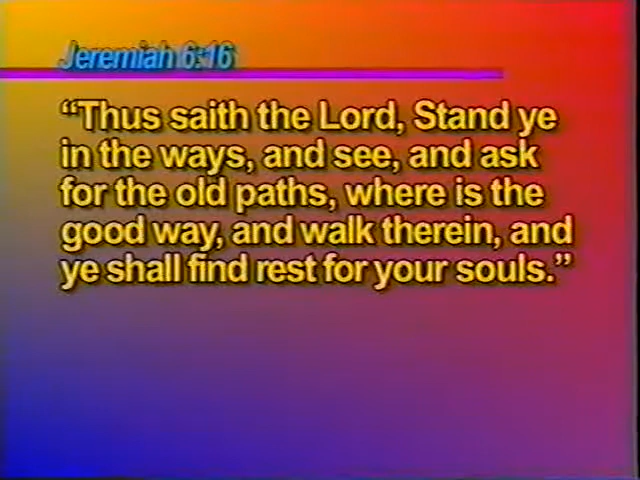 Jeremiah 6:16
“Thus saith the Lord, Stand ye
in the ways, and see, and ask
for the old paths, where is the
good way, and walk therein, and
ye shall find rest for your souls.”